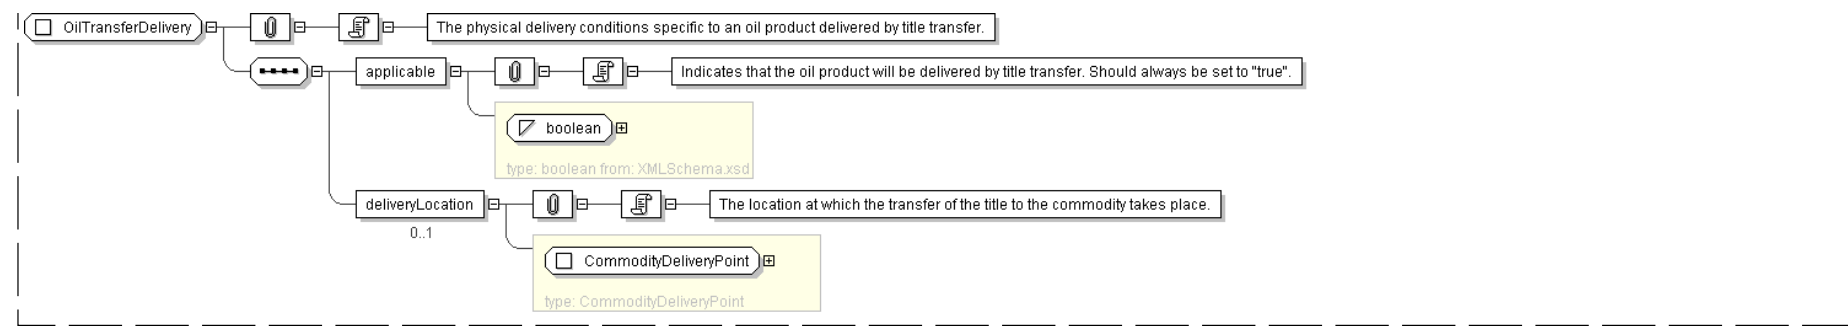 OilTransferDelivery
The physical delivery conditions specific to an oil product delivered by title transfer.
applicable
Indicates that the oil product will be delivered by title transfer. Should always be set to "true".
boolean
type: boolean from: XMLSchema.xsd
deliveryLocation
The location at which the transfer of the title to the commodity takes place.
0..1
CommodityDeliveryPoint
type: CommodityDeliveryPoint